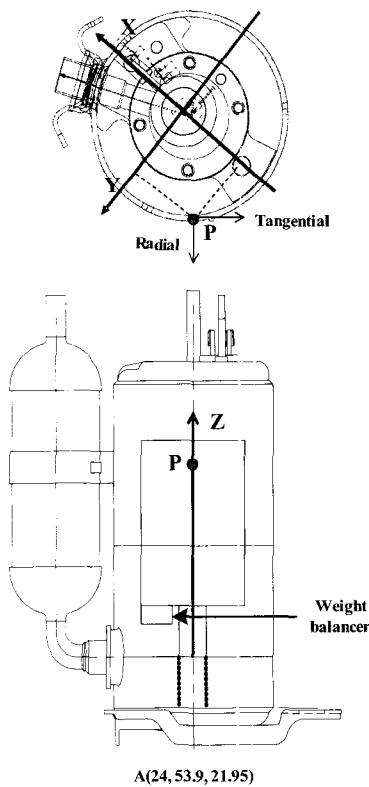 X
Y
P
Tangential
Radial
Z
P
Weight
balancer
A(24, 53.9, 21.95)